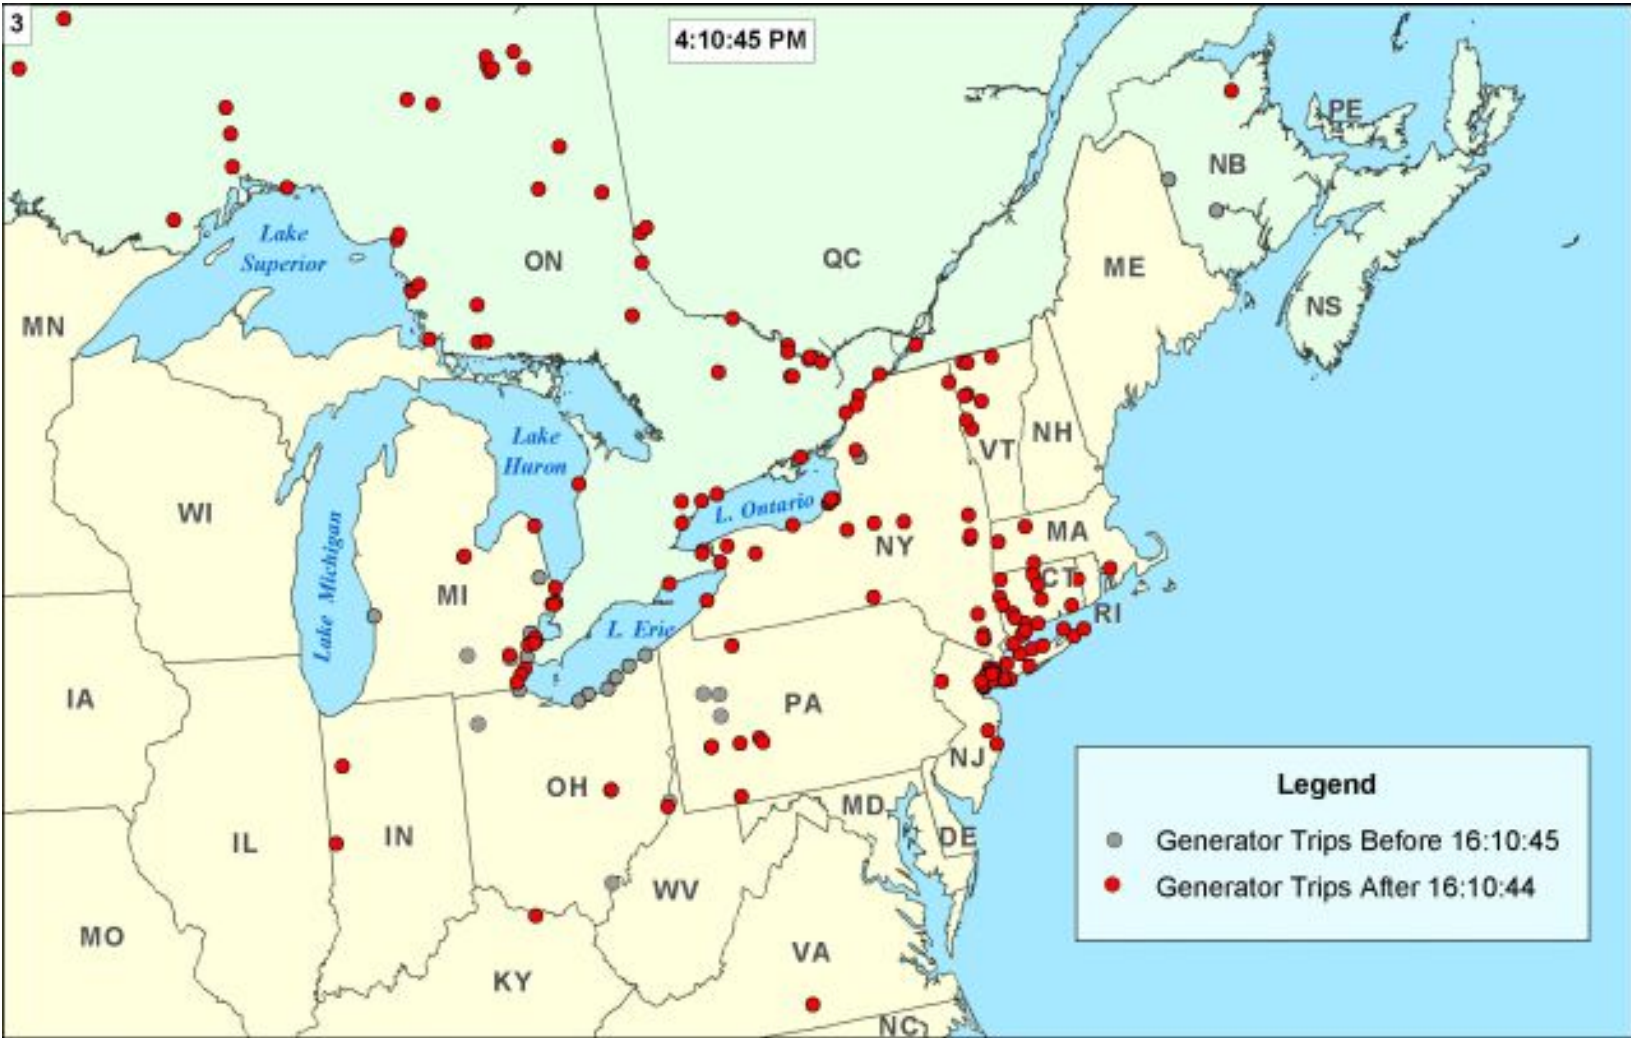 3
4:10:45 PM
PE
NB
Lake
Superior
ON
QC
ME
NS
MN
Lake
Huron
VT
NH
WI
L. Ontario
NY
MA
Lake Michigan
MI
CT
RI
L. Erie
IA
PA
NJ
OH
MD
IL
IN
DE
WV
MO
KY
VA
NC
Legend
Generator Trips Before 16:10:45
Generator Trips After 16:10:44